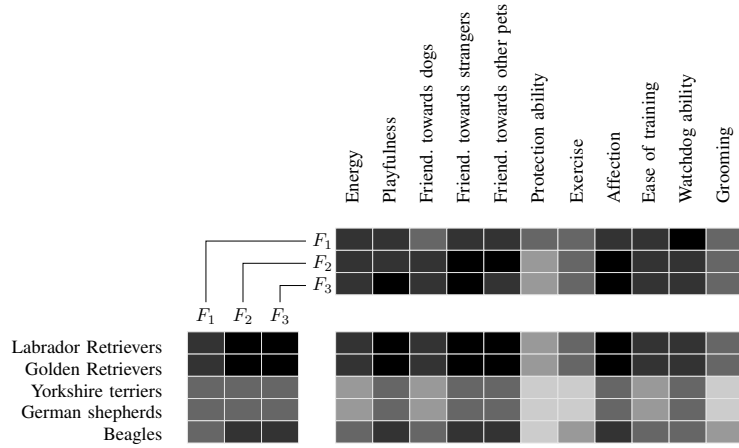 Energy
Playfulness
Friend. towards dogs
Friend. towards strangers
Friend. towards other pets
Protection ability
Exercise
Affection
Ease of training
Watchdog ability
Grooming
F1
F2
F3
F1 F2 F3
Labrador Retrievers
Golden Retrievers
Yorkshire terriers
German shepherds
Beagles